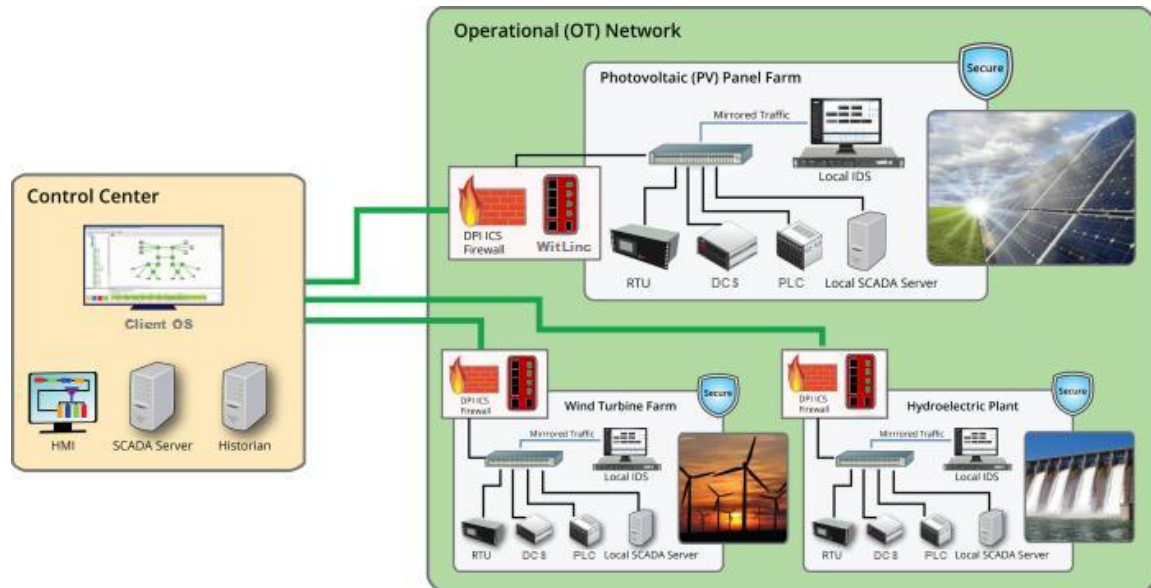 Operational (OT) Network
Photovoltaic (PV) Panel Farm
Secure
Mirrored Traffic
Local IDS
DPI ICS
Firewall
WitLinc
RTU
DCS
PLC
Local SCADA Server
Control Center
Client OS
HMI
SCADA Server
Historian
DPI ICS
Firewall
Secure
Wind Turbine Farm
Mirrored Traffic
Local IDS
RTU
DCS
PLC
Local SCADA Server
DPI ICS
Firewall
Secure
Hydroelectric Plant
Mirrored Traffic
Local IDS
RTU
DCS
PLC
Local SCADA Server